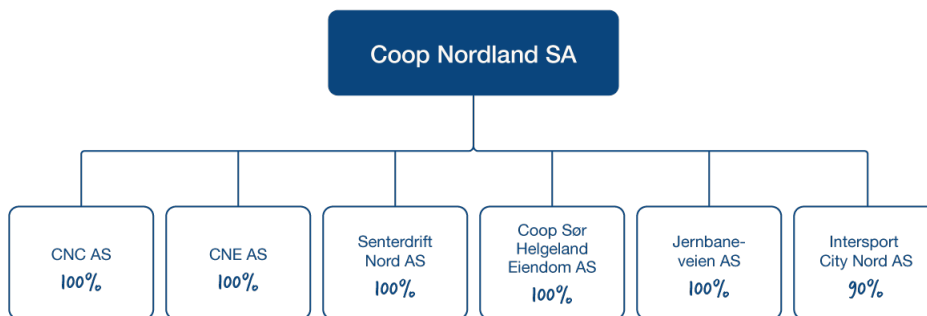 Coop Nordland SA
CNC AS
100%
CNE AS
100%
Senterdrift
Nord AS
100%
Coop Sør
Helgeland
Eiendom AS
100%
Jernbane-
veien AS
100%
Intersport
City Nord AS
90%